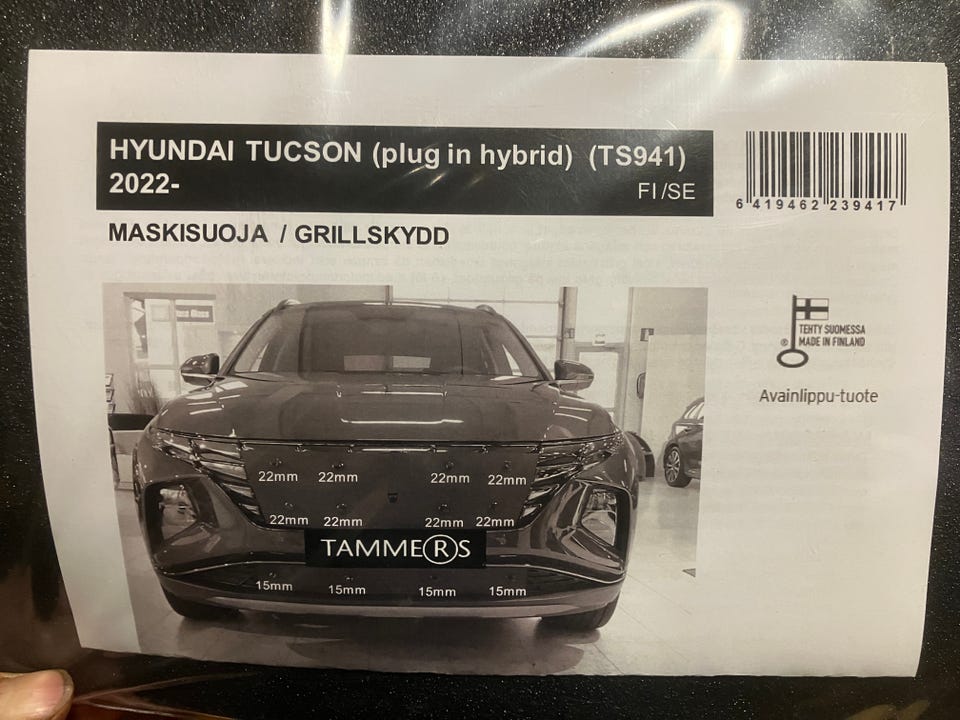 HYUNDAI TUCSON (plug in hybrid) (TS941)
2022-
FI/SE
6 419462 239417
MASKISUOJA / GRILLSKYDD
® TEHTY SUOMESSA
MADE IN FINLAND
Avainlippu-tuote
22mm 22mm 22mm 22mm
22mm 22mm 22mm 22mm
TAMMERS
15mm 15mm 15mm 15mm